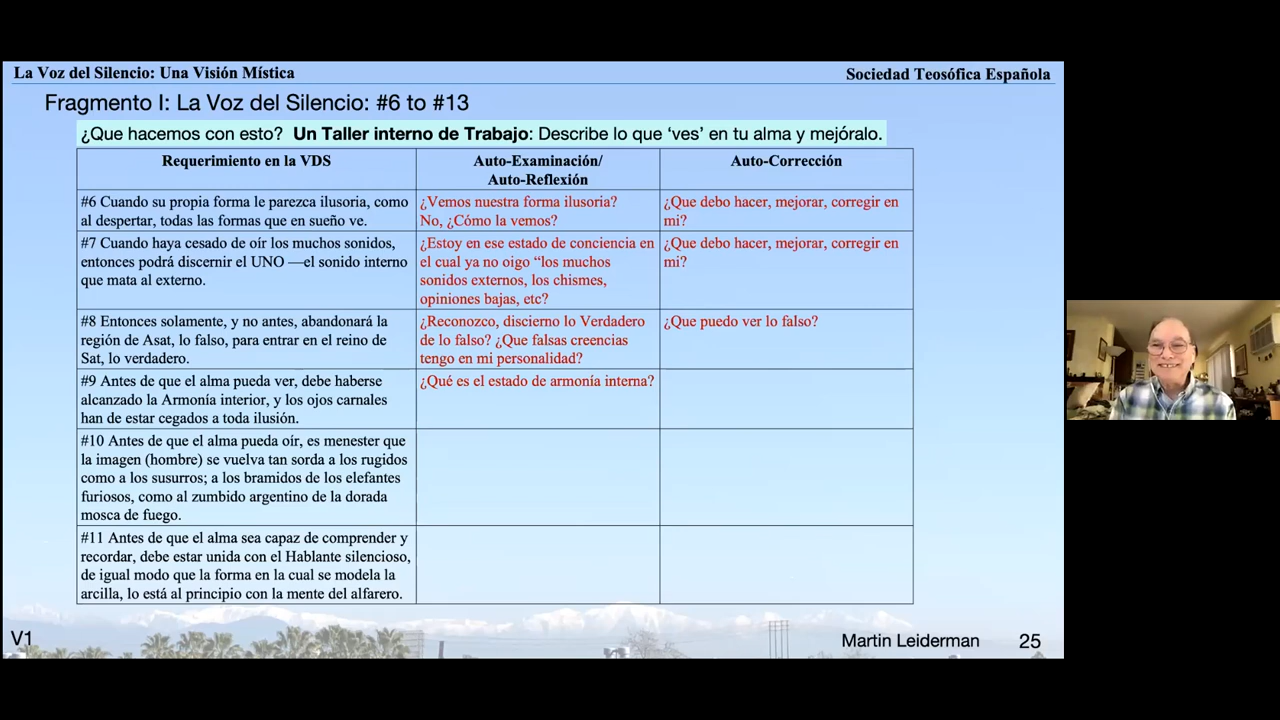 La Voz del Silencio: Una Visión Mística
Sociedad Teosófica Española
Fragmento I: La Voz del Silencio: #6 to #13
¿Que hacemos con esto? Un Taller interno de Trabajo: Describe lo que ‘ves’ en tu alma y mejóralo.
Requerimiento en la VDS
Auto-Examinación/
Auto-Reflexión
Auto-Corrección
#6 Cuando su propia forma le parezca ilusoria, como
al despertar, todas las formas que en sueño ve.
¿Vemos nuestra forma ilusoria?
No, ¿Cómo la vemos?
¿Que debo hacer, mejorar, corregir en
mi?
#7 Cuando haya cesado de oír los muchos sonidos,
entonces podrá discernir el UNO —el sonido interno
que mata al externo.
¿Estoy en ese estado de conciencia en
el cual ya no oigo “los muchos
sonidos externos, los chismes,
opiniones bajas, etc?
¿Que debo hacer, mejorar, corregir en
mi?
#8 Entonces solamente, y no antes, abandonará la
región de Asat, lo falso, para entrar en el reino de
Sat, lo verdadero.
¿Reconozco, discierno lo Verdadero
de lo falso? ¿Que falsas creencias
tengo en mi personalidad?
¿Que puedo ver lo falso?
#9 Antes de que el alma pueda ver, debe haberse
alcanzado la Armonía interior, y los ojos carnales
han de estar cegados a toda ilusión.
¿Qué es el estado de armonía interna?
#10 Antes de que el alma pueda oír, es menester que
la imagen (hombre) se vuelva tan sorda a los rugidos
como a los susurros; a los bramidos de los elefantes
furiosos, como al zumbido argentino de la dorada
mosca de fuego.
#11 Antes de que el alma sea capaz de comprender y
recordar, debe estar unida con el Hablante silencioso,
de igual modo que la forma en la cual se modela la
arcilla, lo está al principio con la mente del alfarero.
V1
Martin Leiderman
25